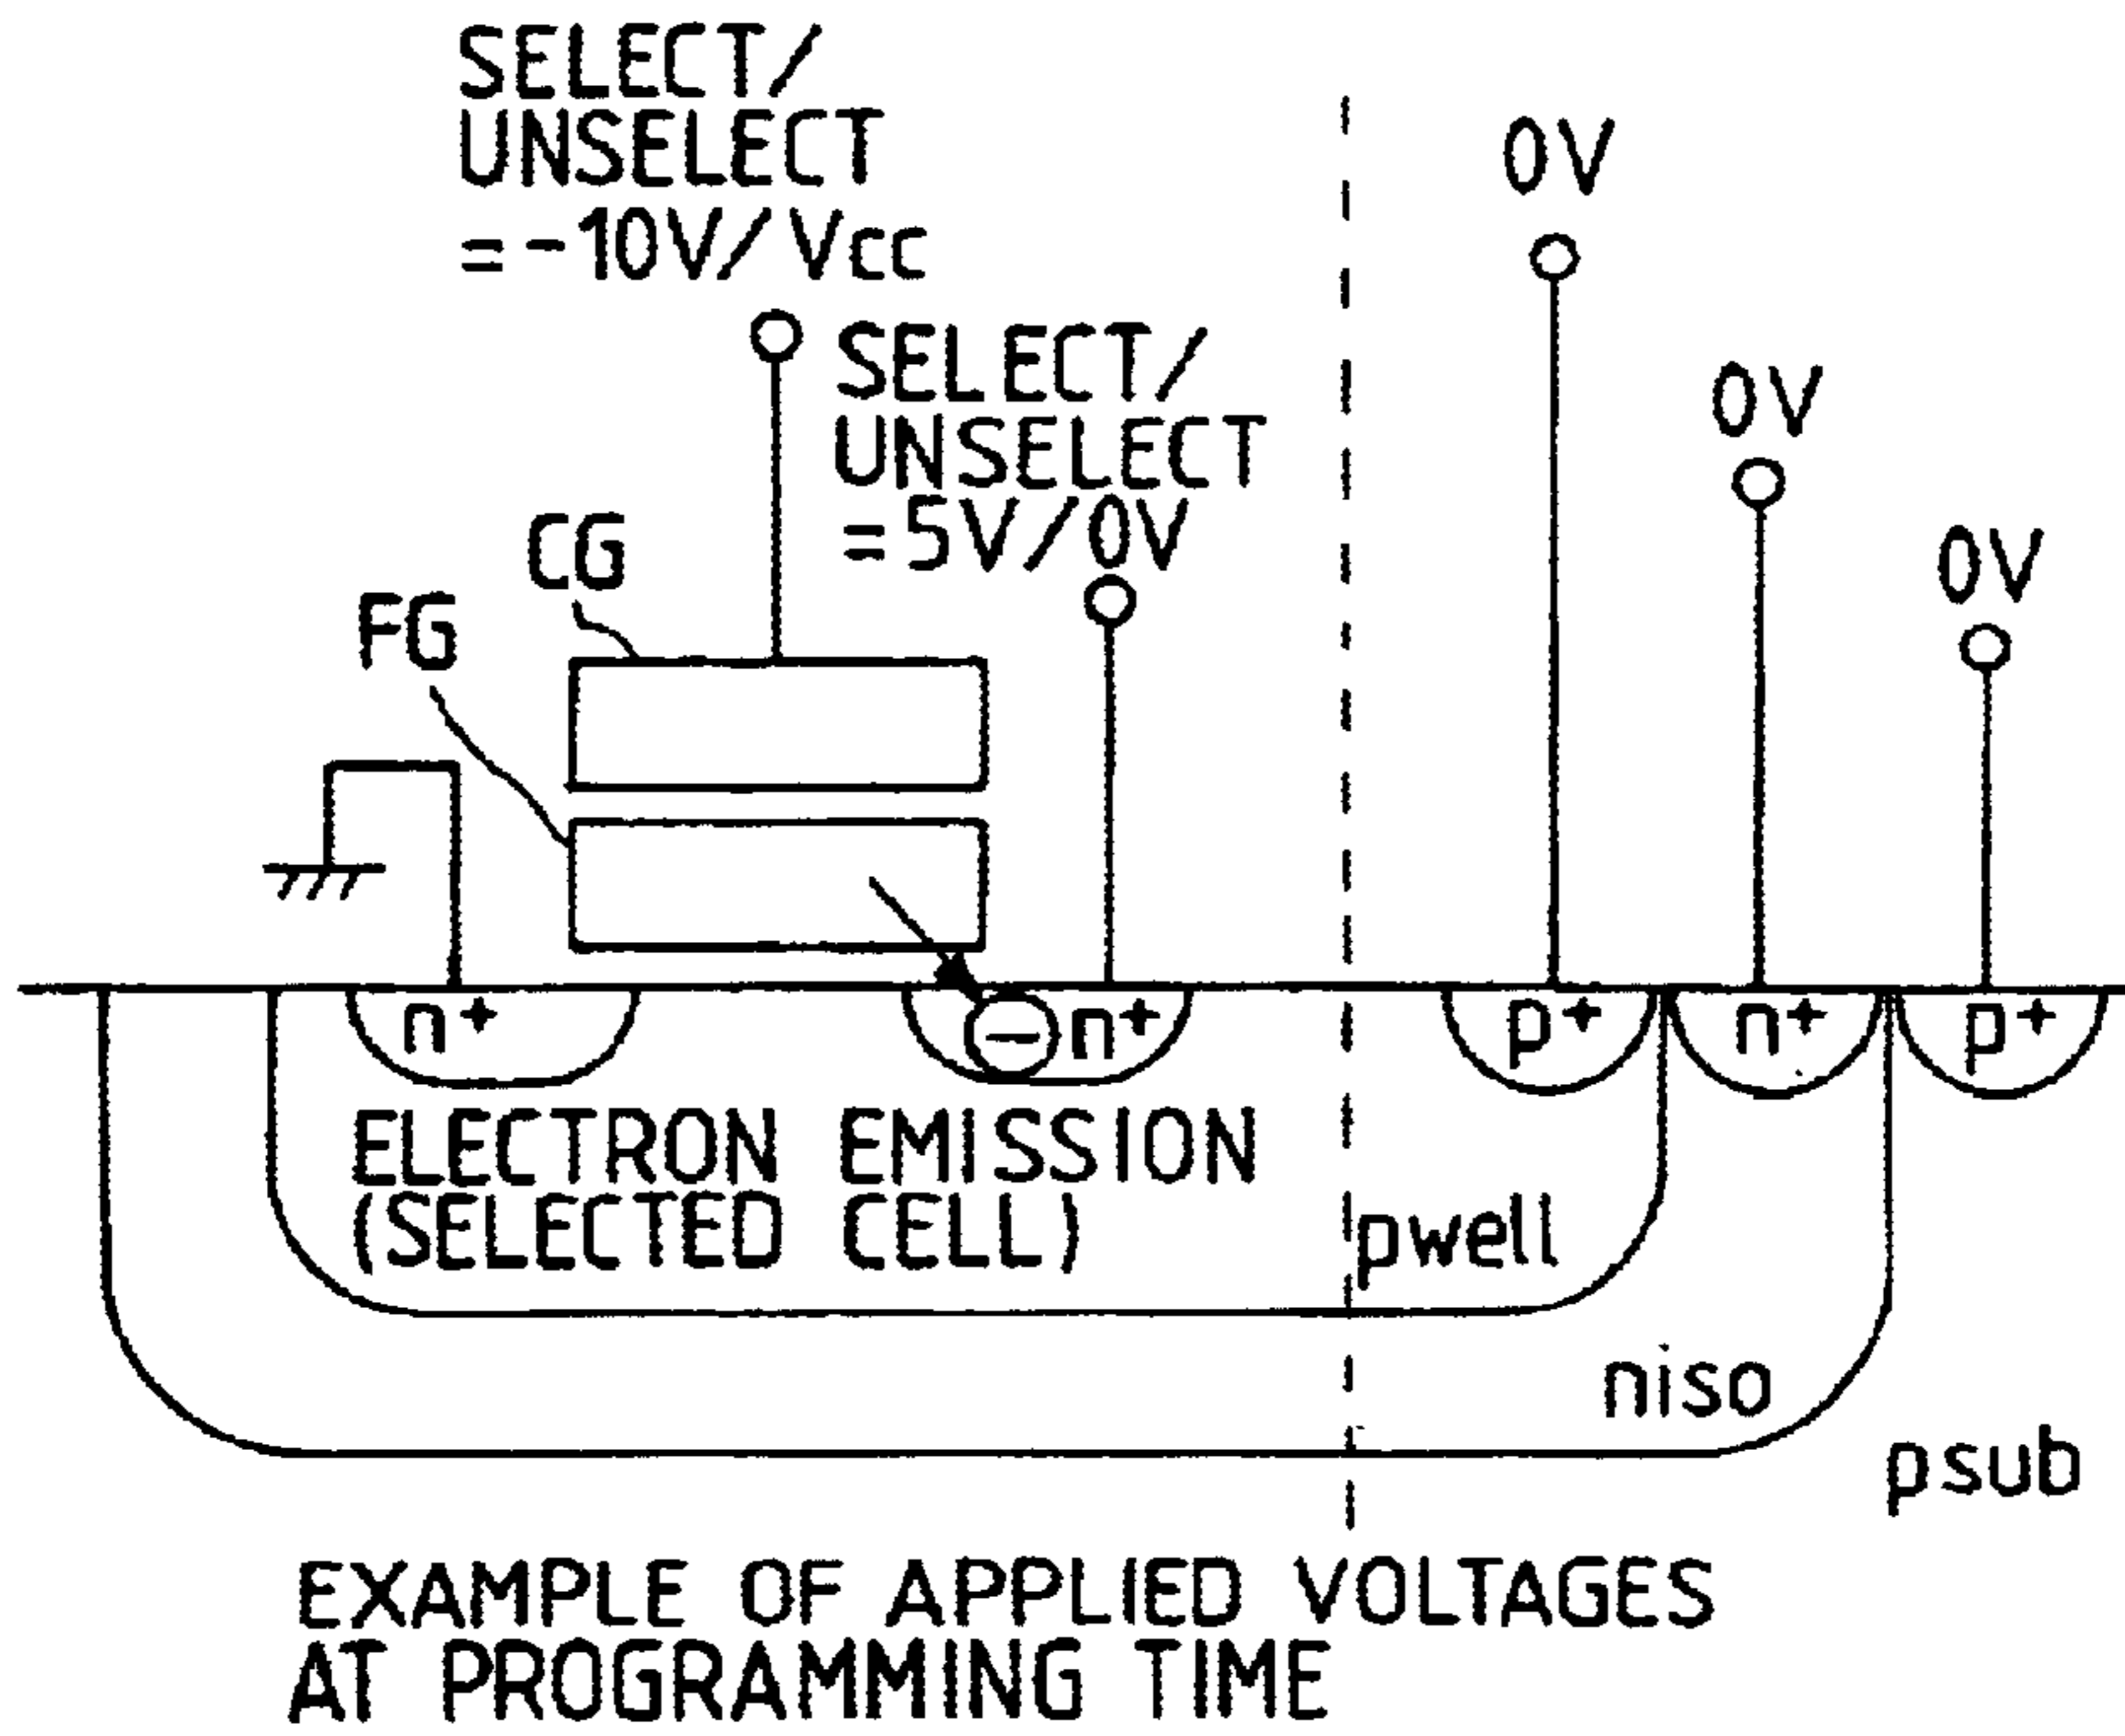 SELECT/
UNSELECT
=-10V/Vcc
SELECT/
UNSELECT
=5V/0V
0V
0V
0V
CG
FG
n+
− n+
p+
n+
p+
ELECTRON EMISSION
(SELECTED CELL)
pwell
niso
psub
EXAMPLE OF APPLIED VOLTAGES
AT PROGRAMMING TIME